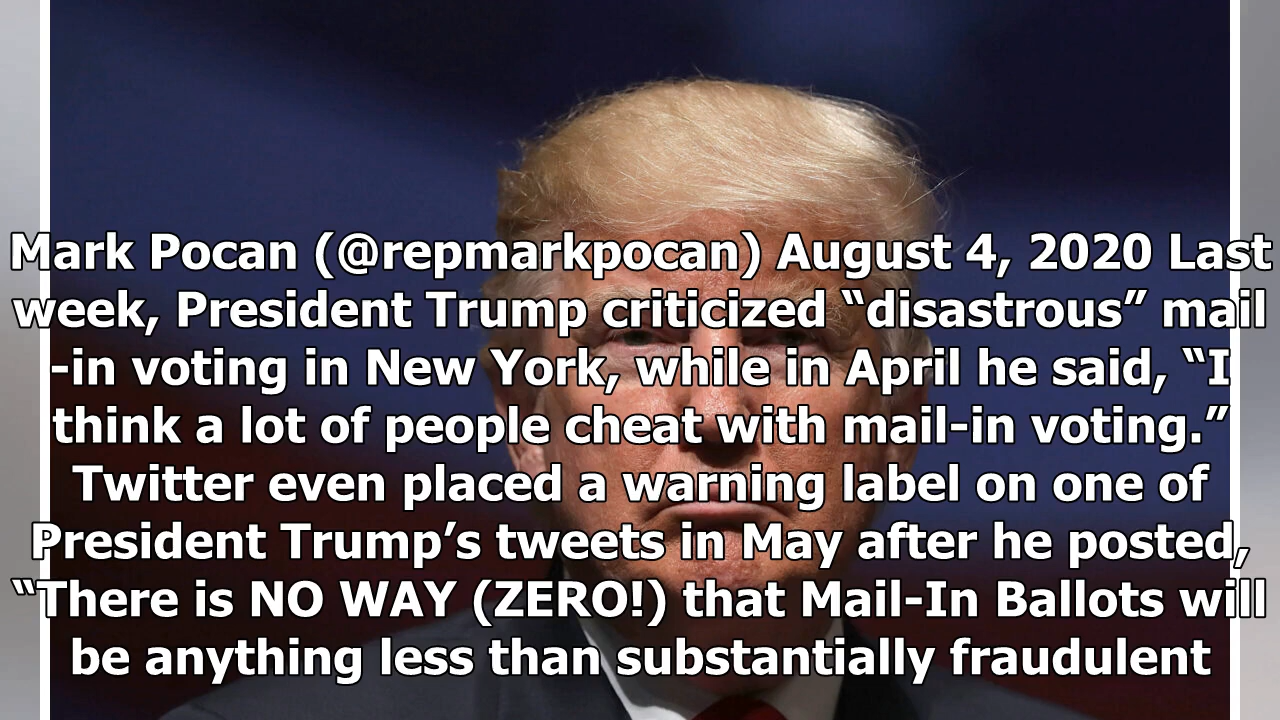 Mark Pocan (@repmarkpocan) August 4, 2020 Last
week, President Trump criticized “disastrous” mail
-in voting in New York, while in April he said, “I
think a lot of people cheat with mail-in voting.”
Twitter even placed a warning label on one of
President Trump’s tweets in May after he posted,
“There is NO WAY (ZERO!) that Mail-In Ballots will
be anything less than substantially fraudulent